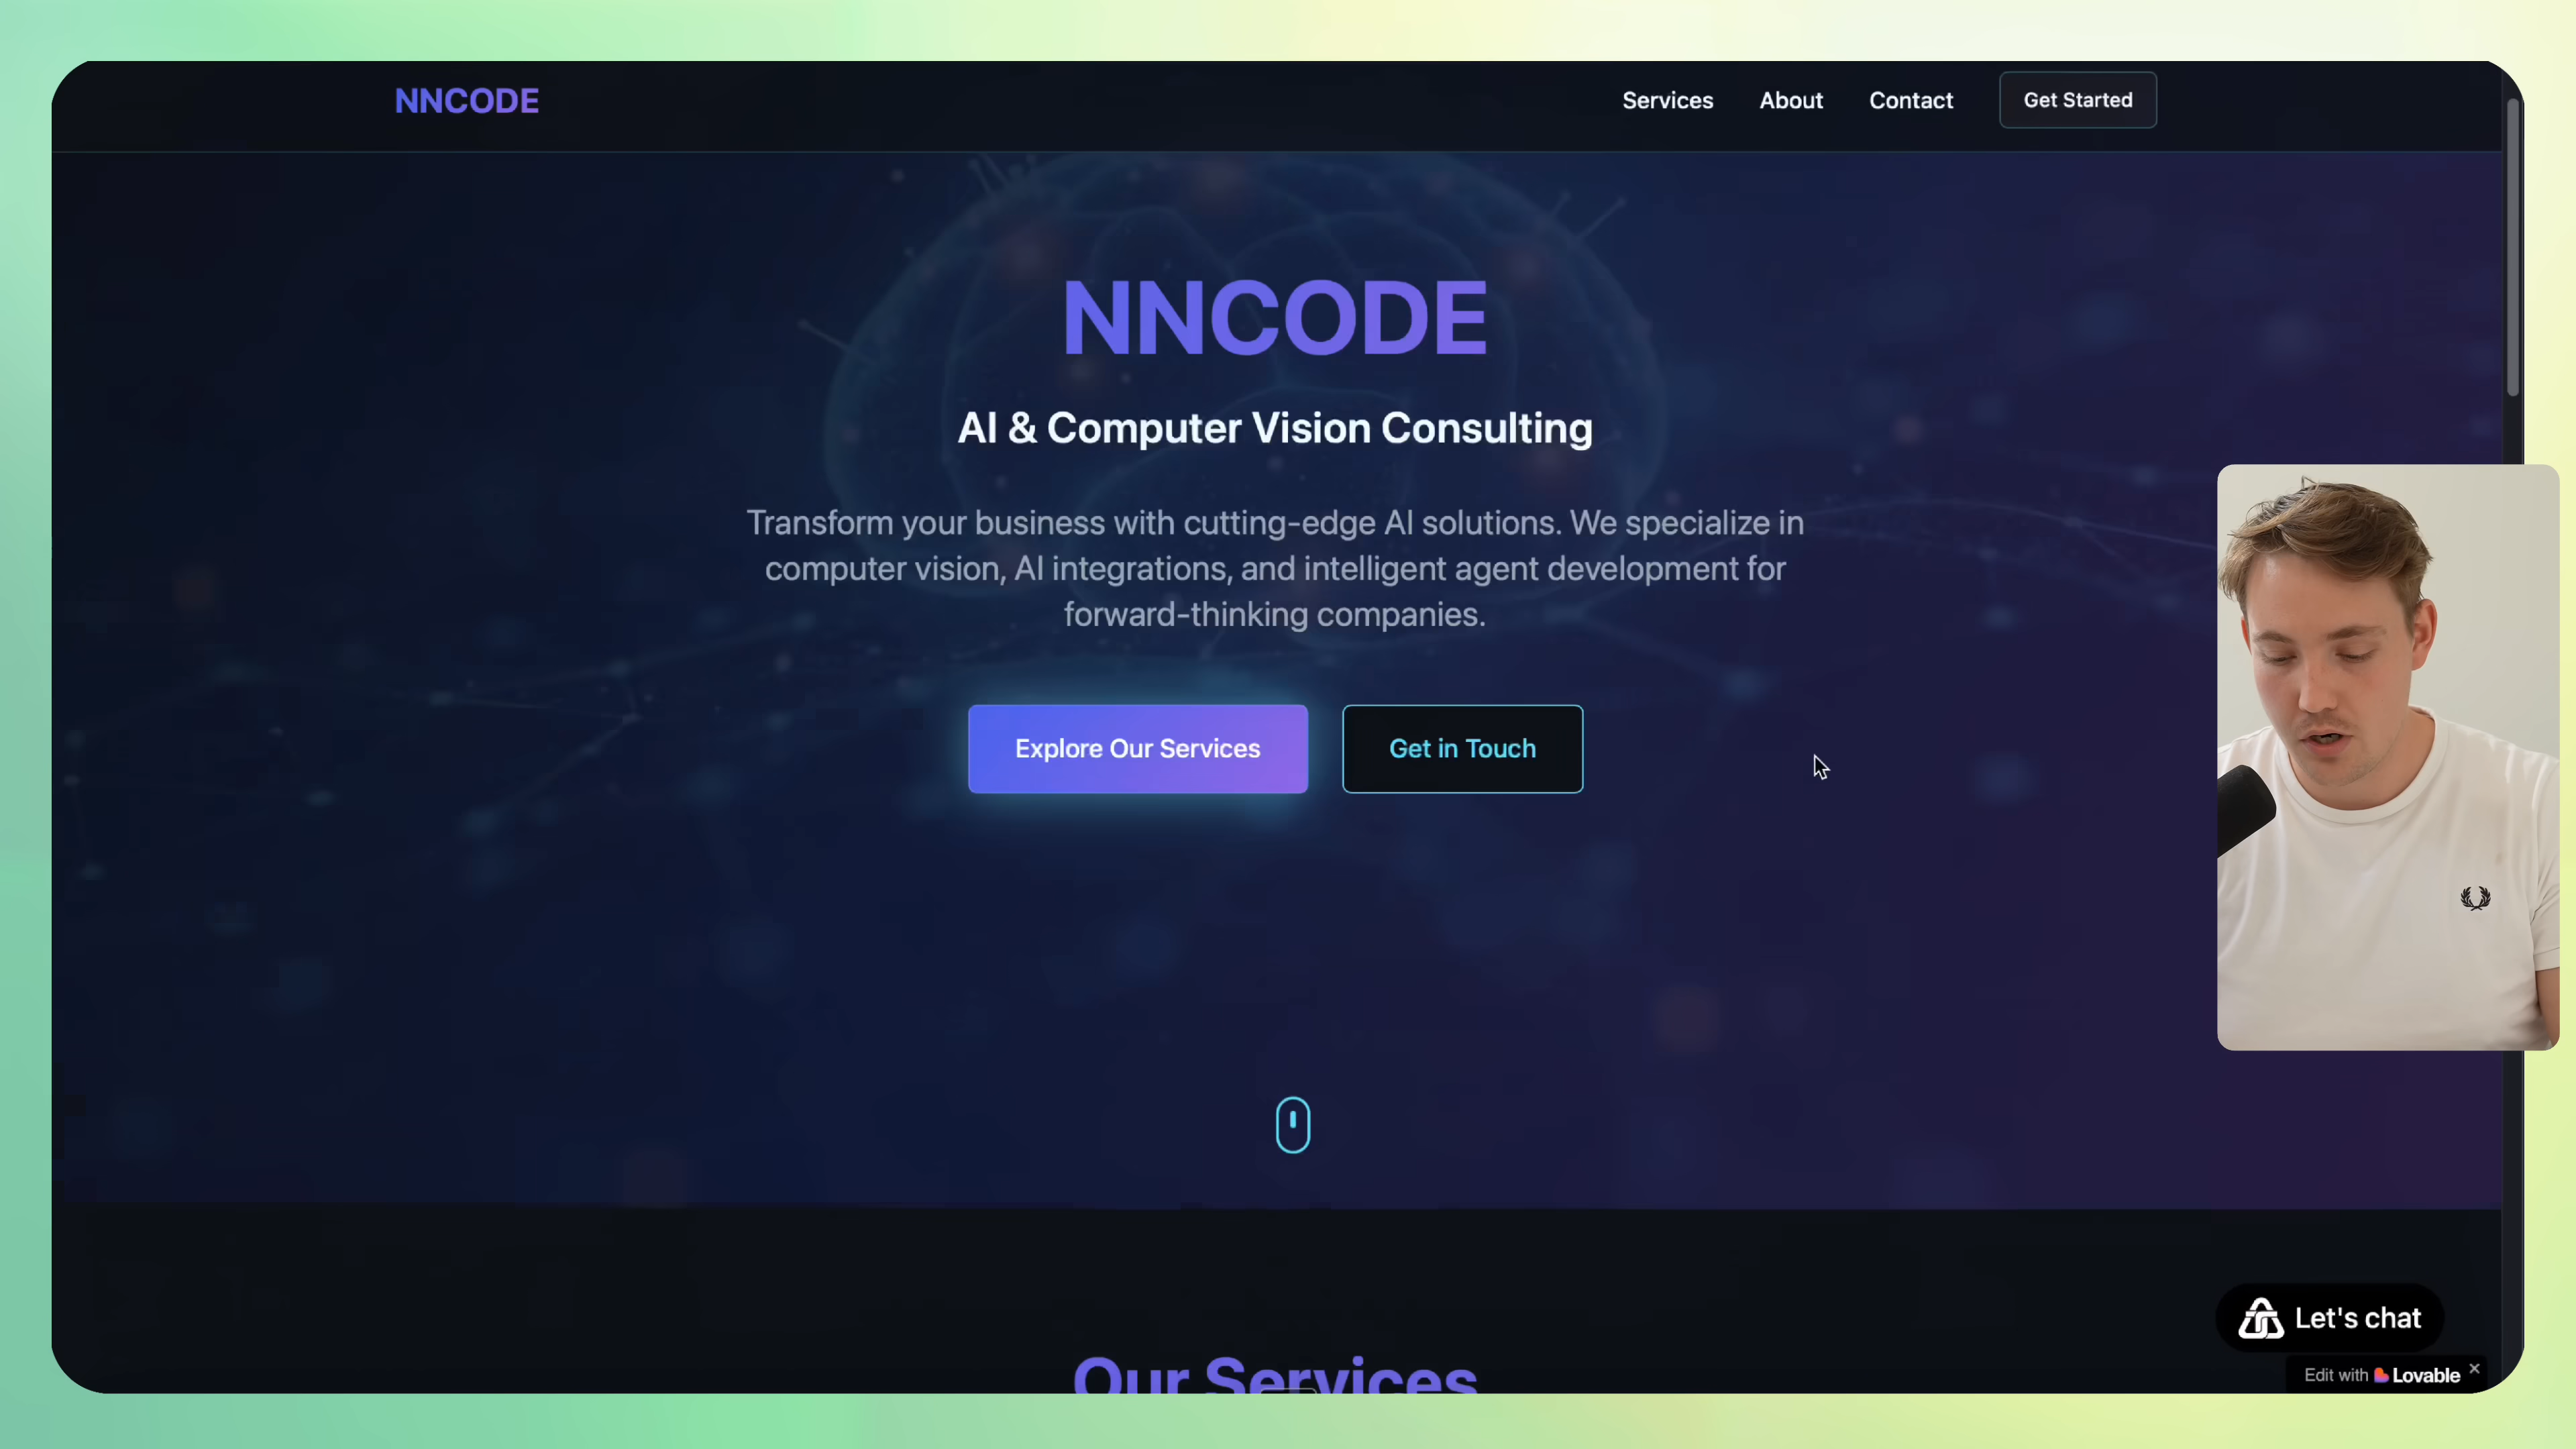 NNCODE
Services
About
Contact
Get Started
NNCODE
AI & Computer Vision Consulting
Transform your business with cutting-edge AI solutions. We specialize in
computer vision, AI integrations, and intelligent agent development for
forward-thinking companies.
Explore Our Services
Get in Touch
Let's chat
Edit with Lovable
Our Services